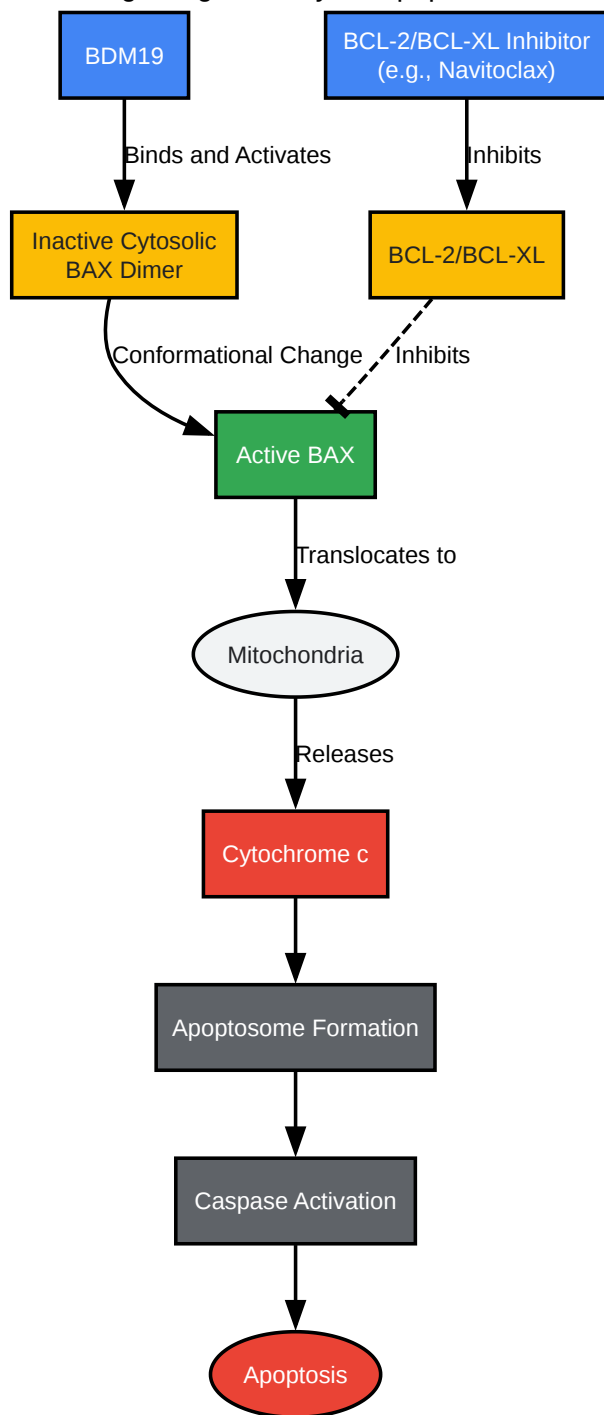 BDM19
BCL-2/BCL-XL Inhibitor
(e.g., Navitoclax)
Binds and Activates
Inhibits
Inactive Cytosolic
BAX Dimer
BCL-2/BCL-XL
Conformational Change
Inhibits
Active BAX
Translocates to
Mitochondria
Releases
Cytochrome c
Apoptosome Formation
Caspase Activation
Apoptosis